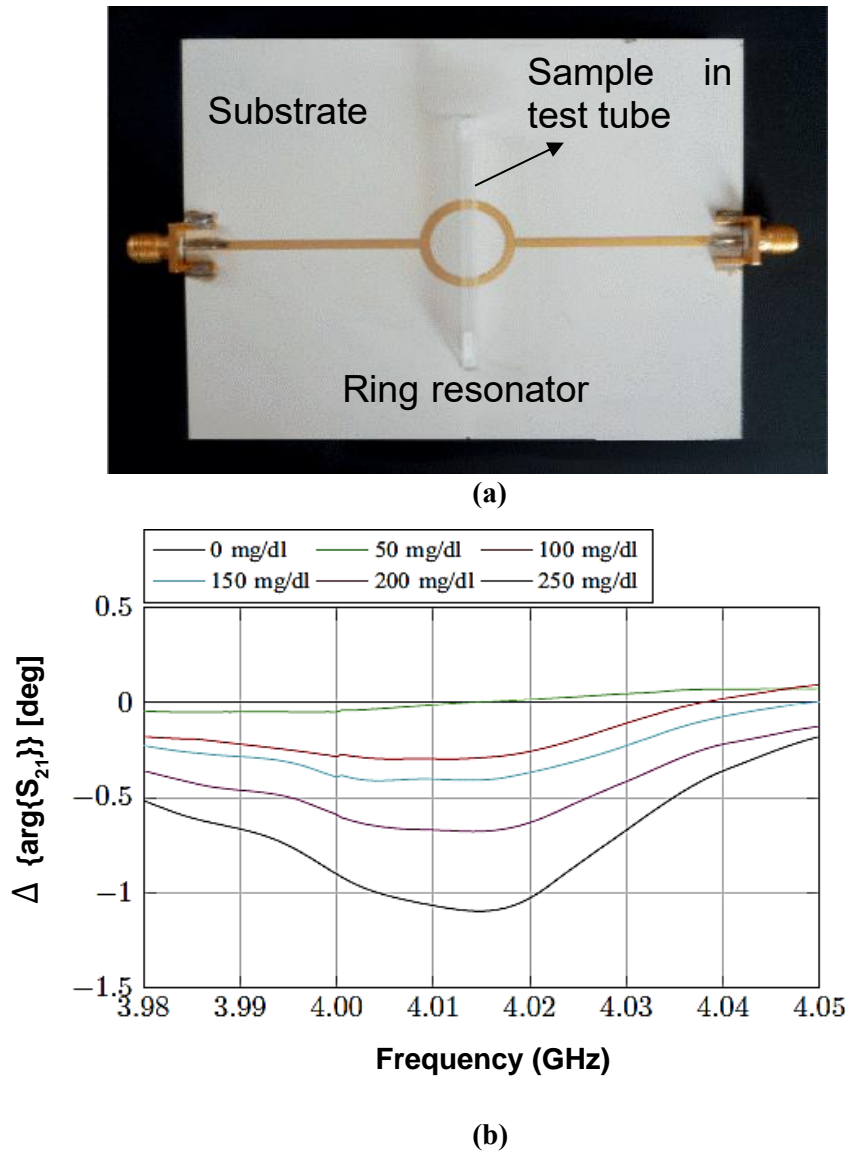 Substrate
Sample in
test tube
Ring resonator
(a)
0 mg/dl 50 mg/dl 100 mg/dl
150 mg/dl 200 mg/dl 250 mg/dl
0.5
0
−0.5
−1
−1.5
Δ {arg{S₂₁}} [deg]
3.98 3.99 4.00 4.01 4.02 4.03 4.04 4.05
Frequency (GHz)
(b)